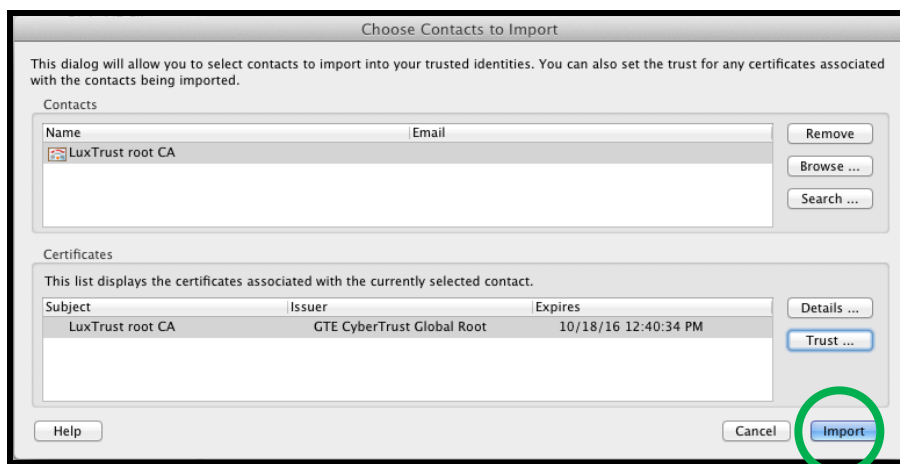 Choose Contacts to Import
This dialog will allow you to select contacts to import into your trusted identities. You can also set the trust for any certificates associated
with the contacts being imported.
Contacts
Name Email
LuxTrust root CA
Remove
Browse ...
Search ...
Certificates
This list displays the certificates associated with the currently selected contact.
Subject Issuer Expires
LuxTrust root CA GTE CyberTrust Global Root 10/18/16 12:40:34 PM
Details ...
Trust ...
Help Cancel Import